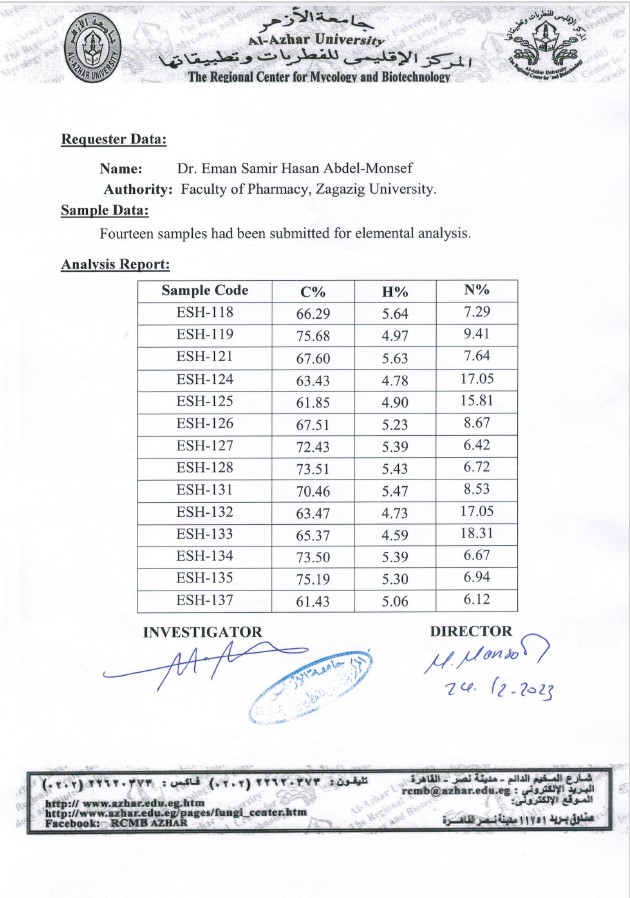 جامعة الأزهر
Al-Azhar University
المركز الإقليمى للفطريات وتطبيقاتها
The Regional Center for Mycology and Biotechnology
Requester Data:
Name: Dr. Eman Samir Hasan Abdel-Monsef
Authority: Faculty of Pharmacy, Zagazig University.
Sample Data:
Fourteen samples had been submitted for elemental analysis.
Analysis Report:
Sample Code C% H% N%
ESH-118 66.29 5.64 7.29
ESH-119 75.68 4.97 9.41
ESH-121 67.60 5.63 7.64
ESH-124 63.43 4.78 17.05
ESH-125 61.85 4.90 15.81
ESH-126 67.51 5.23 8.67
ESH-127 72.43 5.39 6.42
ESH-128 73.51 5.43 6.72
ESH-131 70.46 5.47 8.53
ESH-132 63.47 4.73 17.05
ESH-133 65.37 4.59 18.31
ESH-134 73.50 5.39 6.67
ESH-135 75.19 5.30 6.94
ESH-137 61.43 5.06 6.12
INVESTIGATOR DIRECTOR
24. 12-2023
شارع المخيم الدائم - مدينة نصر - القاهرة تليفون: ٢٢٦٢٠٣٧٣ (٠٢٠٢) فاكس: ٢٢٦٢٠٣٧٣ (٠٢٠٢)
البريد الإلكترونى: rcmb@azhar.edu.eg
الموقع الإلكترونى:
http:// www.azhar.edu.eg.htm
http://www.azhar.edu.eg/pages/fungi_center.htm
Facebook: RCMB AZHAR
صندوق بريد ١١٧٥١ مدينة نصر القاهرة